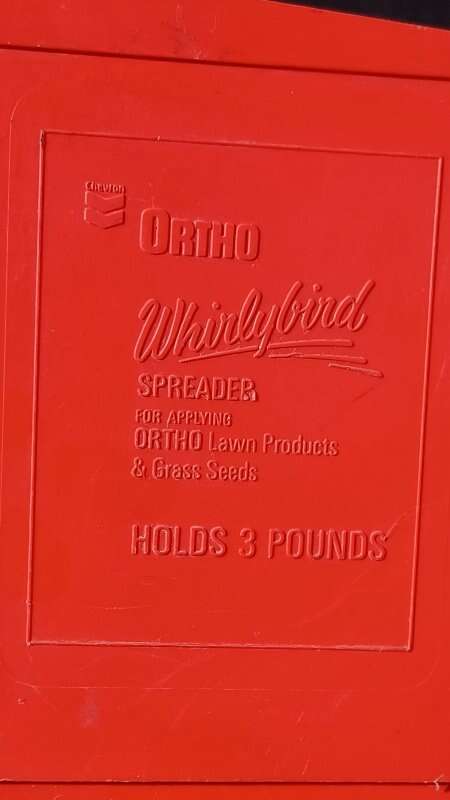 Chevron
ORTHO
Whirlybird
SPREADER
FOR APPLYING
ORTHO Lawn Products
& Grass Seeds
HOLDS 3 POUNDS